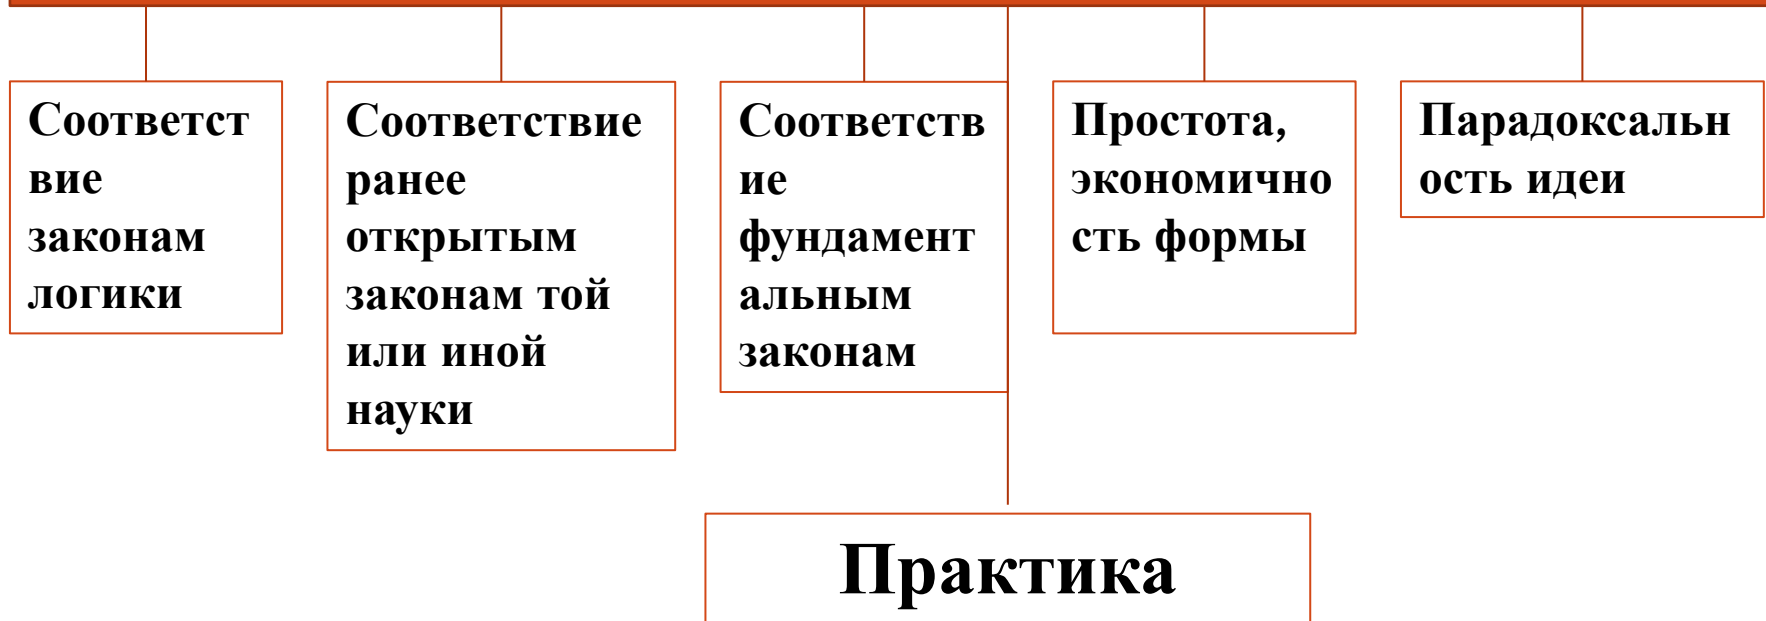 Соответст
вие
законам
логики
Соответствие
ранее
открытым
законам той
или иной
науки
Соответств
ие
фундамент
альным
законам
Простота,
экономично
сть формы
Парадоксальн
ость идеи
Практика